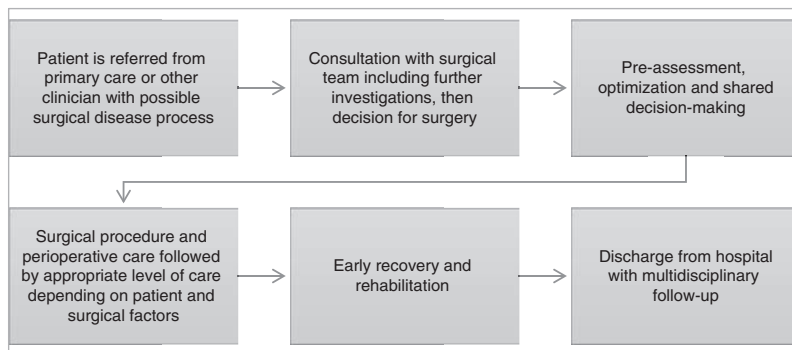 Patient is referred from
primary care or other
clinician with possible
surgical disease process
Consultation with surgical
team including further
investigations, then
decision for surgery
Pre-assessment,
optimization and shared
decision-making
Surgical procedure and
perioperative care followed
by appropriate level of care
depending on patient and
surgical factors
Early recovery and
rehabilitation
Discharge from hospital
with multidisciplinary
follow-up